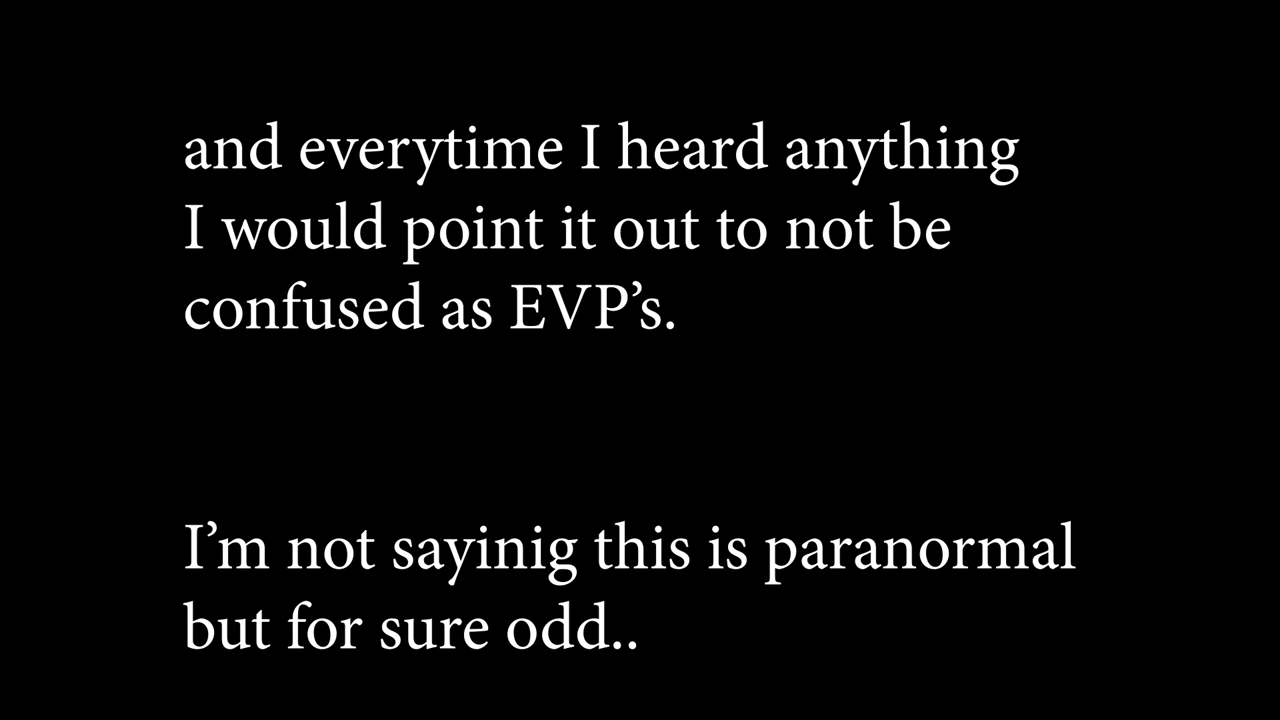 and everytime I heard anything
I would point it out to not be
confused as EVP’s.
I’m not sayinig this is paranormal
but for sure odd..